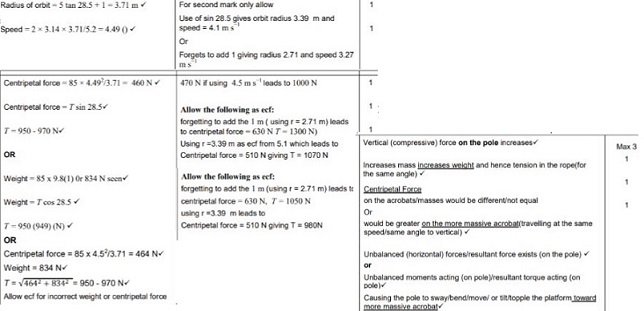 Radius of orbit = 5 tan 28.5 + 1 = 3.71 m ✓
For second mark only allow
1
Speed = 2 × 3.14 × 3.71/5.2 = 4.49 () ✓
Use of sin 28.5 gives orbit radius 3.39 m and
speed = 4.1 m s⁻¹
1
Or
Forgets to add 1 giving radius 2.71 and speed 3.27
m s⁻¹
Centripetal force = 85 × 4.49²/3.71 = 460 N ✓
470 N if using 4.5 m s⁻¹ leads to 1000 N
1
Centripetal force = T sin 28.5✓
T = 950 - 970 N✓
OR
Weight = 85 x 9.8(1) 0r 834 N seen✓
Weight = T cos 28.5 ✓
T = 950 (949) (N) ✓
OR
Centripetal force = 85 x 4.5²/3.71 = 464 N✓
Weight = 834 N✓
T = √464² + 834² = 950 - 970 N✓
Allow ecf for incorrect weight or centripetal force
Allow the following as ecf:
forgetting to add the 1 m ( using r = 2.71 m) leads
to centripetal force = 630 N T = 1300 N)
Using r =3.39 m as ecf from 5.1 which leads to
Centripetal force = 510 N giving T = 1070 N
Allow the following as ecf:
forgetting to add the 1 m (using r = 2.71 m) leads to
centripetal force = 630 N, T = 1050 N
using r =3.39 m leads to
Centripetal force = 510 N giving T = 980N
1
1
Vertical (compressive) force on the pole increases✓
Max 3
Increases mass increases weight and hence tension in the rope(for
the same angle) ✓
1
Centripetal Force
on the acrobats/masses would be different/not equal
1
Or
would be greater on the more massive acrobat(travelling at the same
speed/same angle to vertical) ✓
1
Unbalanced (horizontal) forces/resultant force exists (on the pole) ✓
or
Unbalanced moments acting (on pole)/resultant torque acting (on
pole)✓
Causing the pole to sway/bend/move/ or tilt/topple the platform toward
more massive acrobat✓